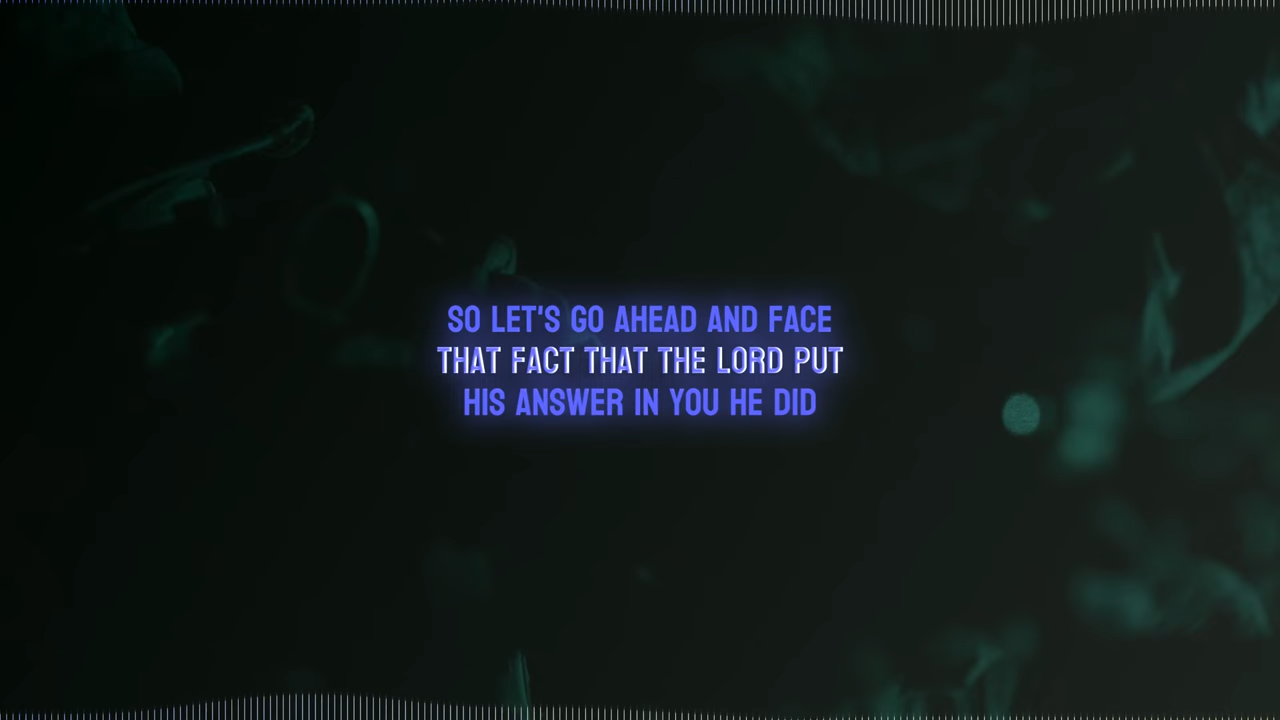 SO LET'S GO AHEAD AND FACE
THAT FACT THAT THE LORD PUT
HIS ANSWER IN YOU HE DID